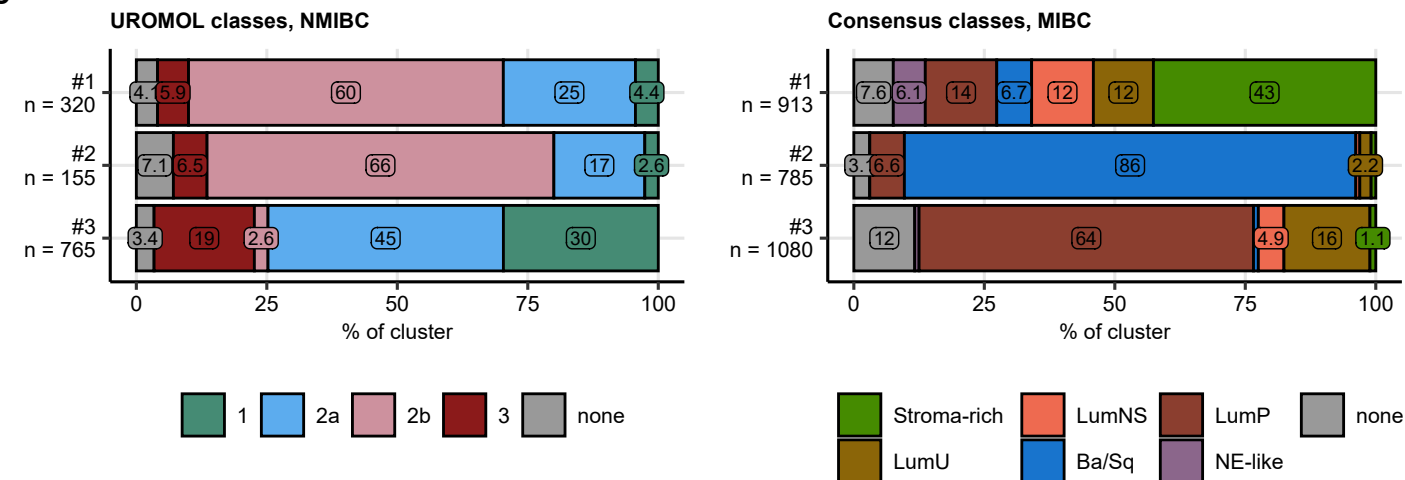 UROMOL classes, NMIBC
#1
n = 320
4.1 5.9 60 25 4.4
#2
n = 155
7.1 6.5 66 17 2.6
#3
n = 765
3.4 19 2.6 45 30
0 25 50 75 100
% of cluster
1 2a 2b 3 none
Consensus classes, MIBC
#1
n = 913
7.6 6.1 14 6.7 12 12 43
#2
n = 785
3.1 6.6 86 2.2
#3
n = 1080
12 64 4.9 16 1.1
0 25 50 75 100
% of cluster
Stroma-rich LumNS LumP none
LumU Ba/Sq NE-like